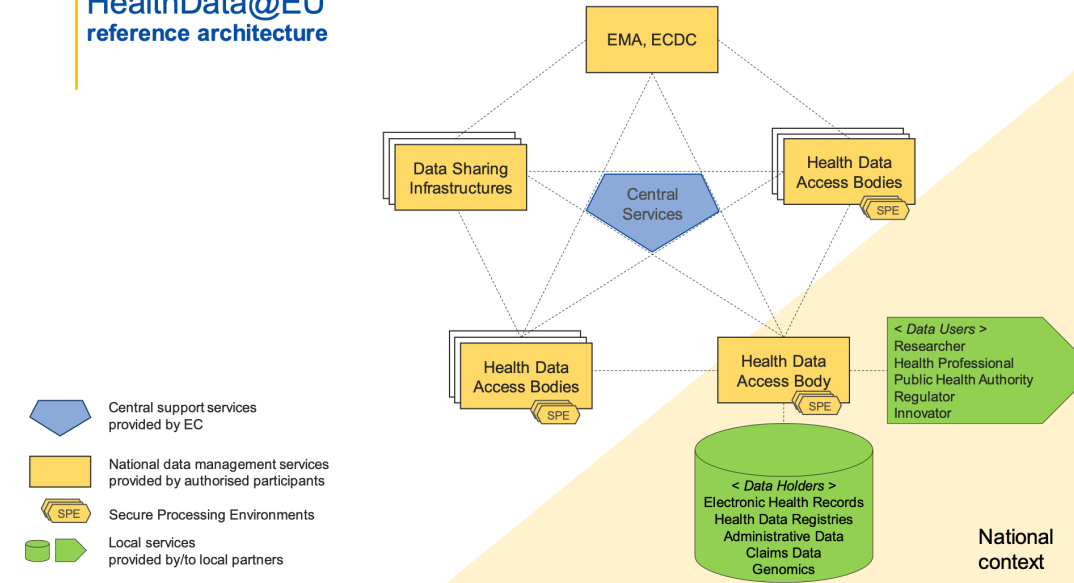 HealthData@EU
reference architecture
EMA, ECDC
Data Sharing
Infrastructures
Health Data
Access Bodies
SPE
Central
Services
Health Data
Access Bodies
SPE
Health Data
Access Body
SPE
< Data Users >
Researcher
Health Professional
Public Health Authority
Regulator
Innovator
< Data Holders >
Electronic Health Records
Health Data Registries
Administrative Data
Claims Data
Genomics
Central support services
provided by EC
National data management services
provided by authorised participants
SPE
Secure Processing Environments
Local services
provided by/to local partners
National
context